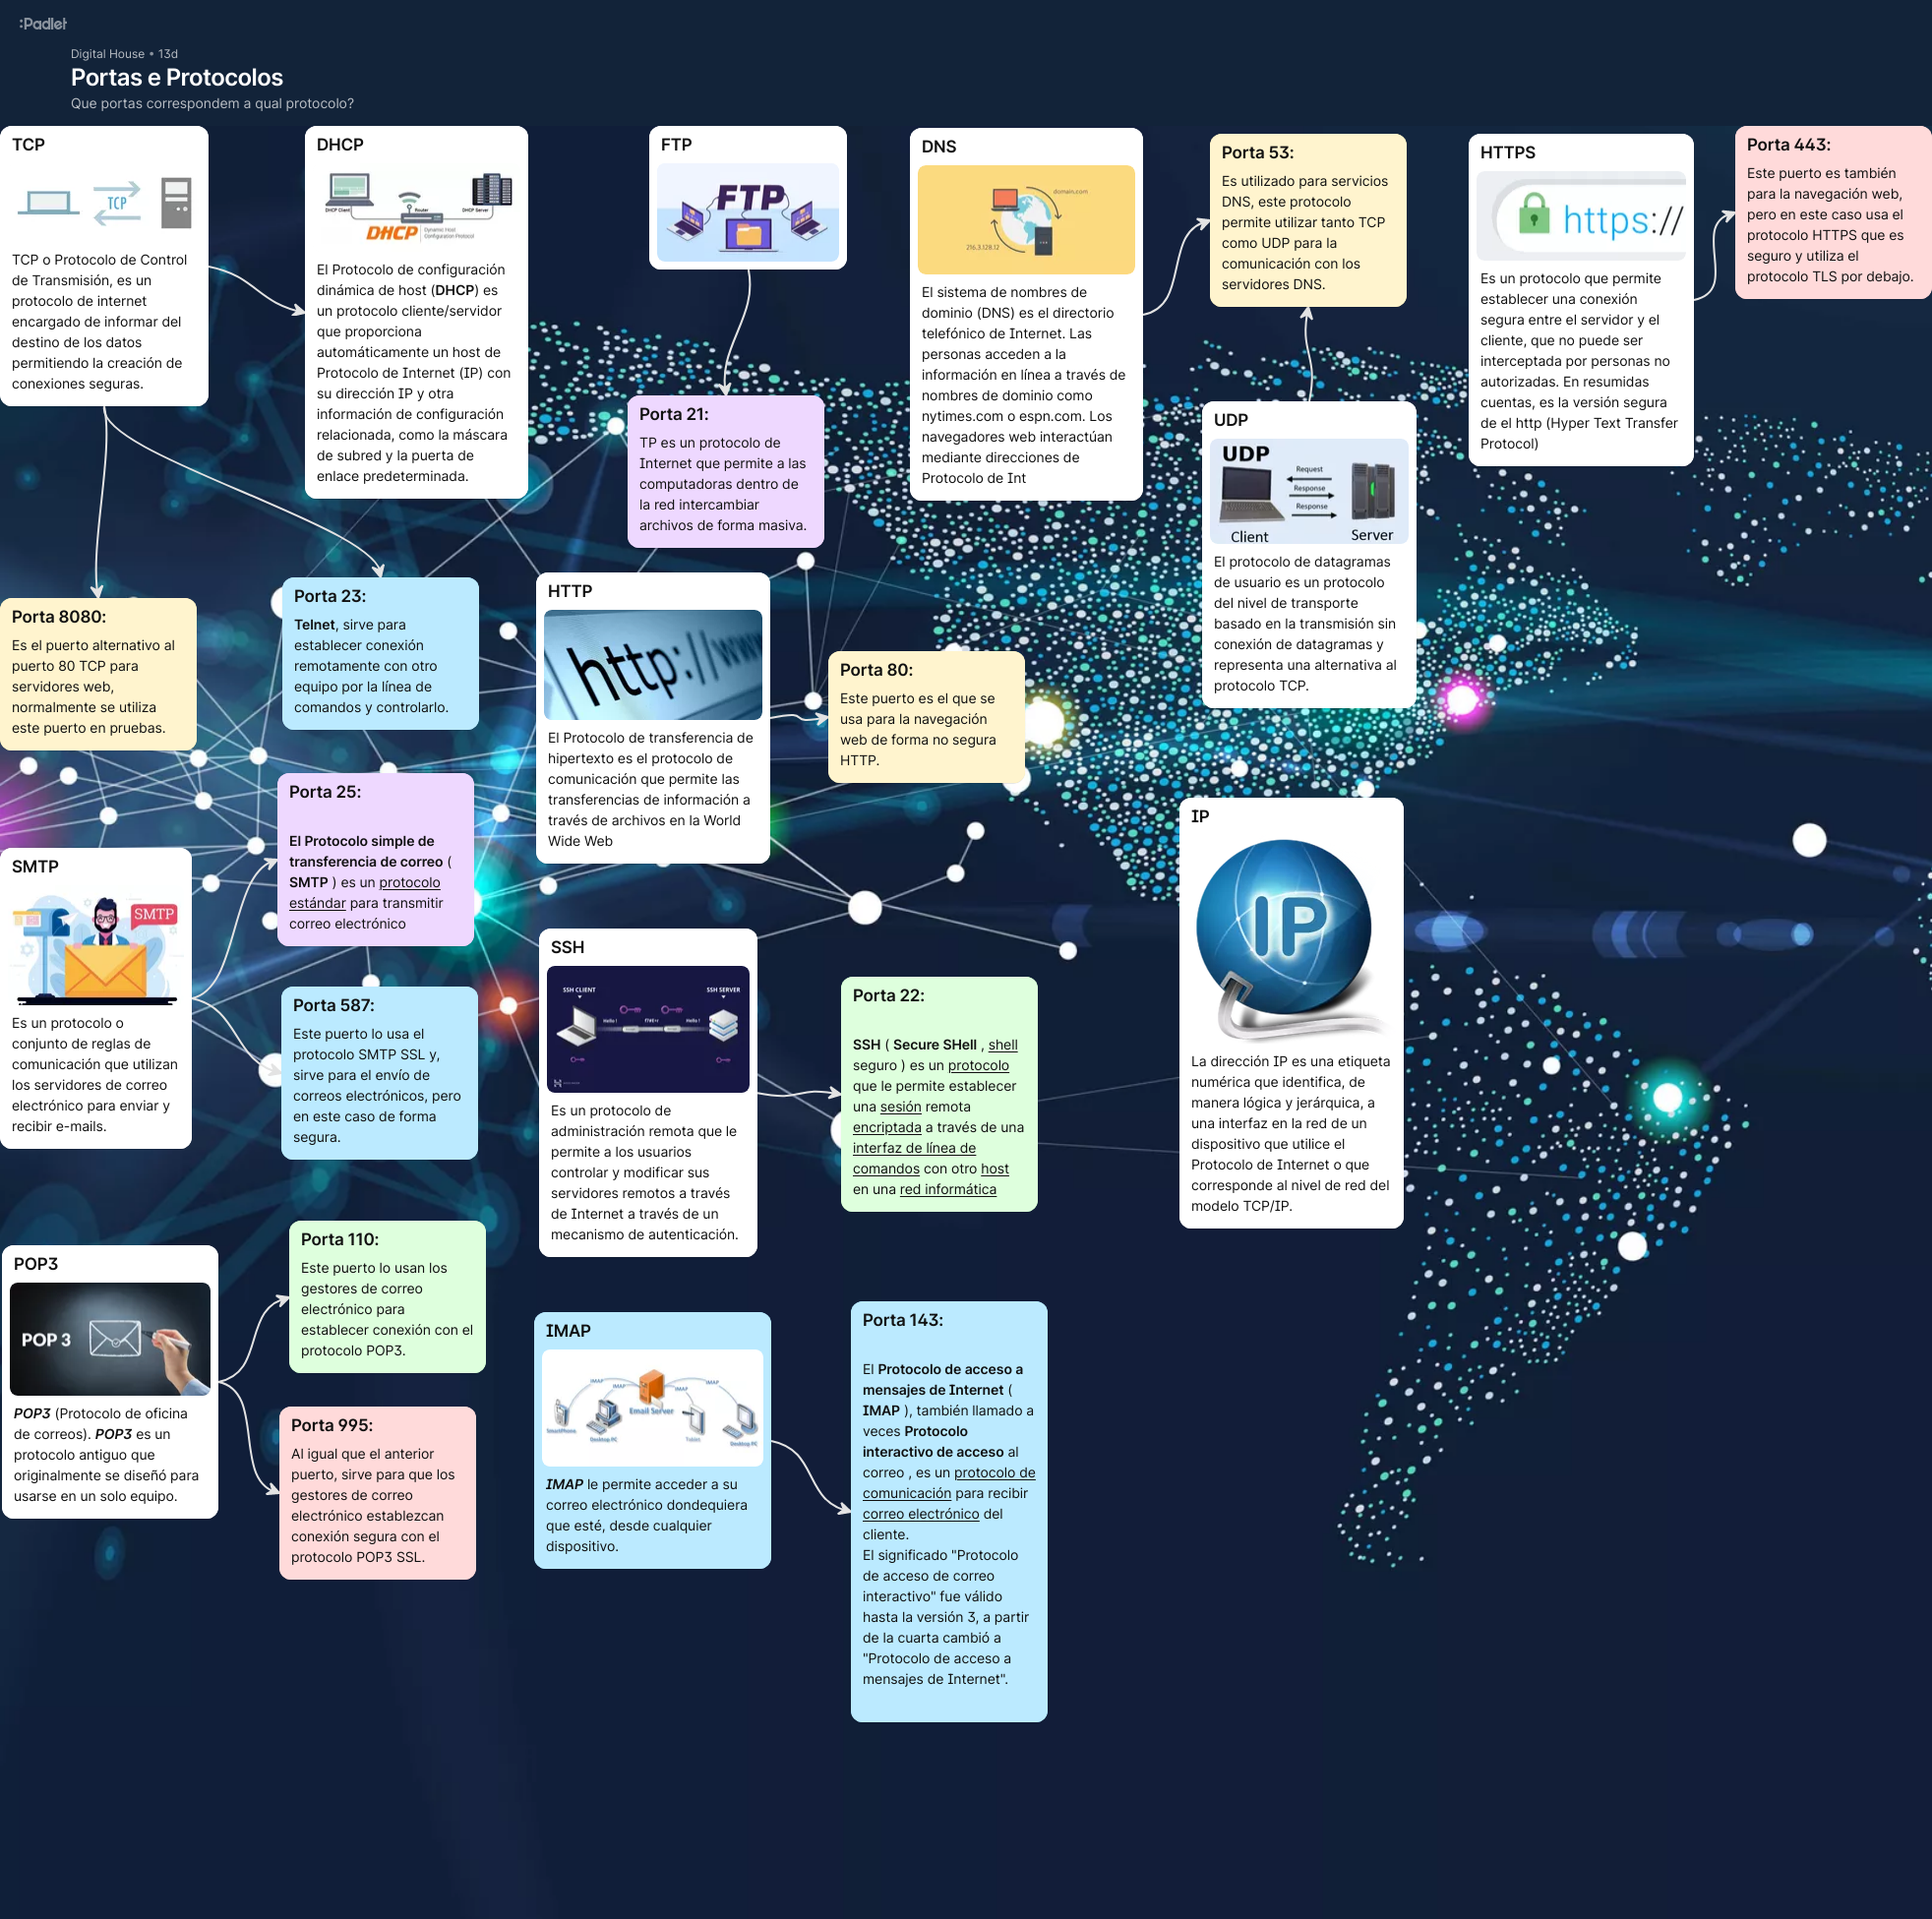 :Padlet
Digital House • 13d
Portas e Protocolos
Que portas correspondem a qual protocolo?
TCP
TCP
TCP o Protocolo de Control
de Transmisión, es un
protocolo de internet
encargado de informar del
destino de los datos
permitiendo la creación de
conexiones seguras.
DHCP
DHCP Client
Router
DHCP Server
DHCP
Dynamic Host
Configuration Protocol
El Protocolo de configuración
dinámica de host (DHCP) es
un protocolo cliente/servidor
que proporciona
automáticamente un host de
Protocolo de Internet (IP) con
su dirección IP y otra
información de configuración
relacionada, como la máscara
de subred y la puerta de
enlace predeterminada.
FTP
FTP
Porta 21:
TP es un protocolo de
Internet que permite a las
computadoras dentro de
la red intercambiar
archivos de forma masiva.
DNS
domain.com
216.3.128.12
El sistema de nombres de
dominio (DNS) es el directorio
telefónico de Internet. Las
personas acceden a la
información en línea a través de
nombres de dominio como
nytimes.com o espn.com. Los
navegadores web interactúan
mediante direcciones de
Protocolo de Int
Porta 53:
Es utilizado para servicios
DNS, este protocolo
permite utilizar tanto TCP
como UDP para la
comunicación con los
servidores DNS.
UDP
UDP
Request
Response
Response
Client
Server
El protocolo de datagramas
de usuario es un protocolo
del nivel de transporte
basado en la transmisión sin
conexión de datagramas y
representa una alternativa al
protocolo TCP.
HTTPS
https://
Es un protocolo que permite
establecer una conexión
segura entre el servidor y el
cliente, que no puede ser
interceptada por personas no
autorizadas. En resumidas
cuentas, es la versión segura
de el http (Hyper Text Transfer
Protocol)
Porta 443:
Este puerto es también
para la navegación web,
pero en este caso usa el
protocolo HTTPS que es
seguro y utiliza el
protocolo TLS por debajo.
Porta 8080:
Es el puerto alternativo al
puerto 80 TCP para
servidores web,
normalmente se utiliza
este puerto en pruebas.
Porta 23:
Telnet, sirve para
establecer conexión
remotamente con otro
equipo por la línea de
comandos y controlarlo.
HTTP
http://www
El Protocolo de transferencia de
hipertexto es el protocolo de
comunicación que permite las
transferencias de información a
través de archivos en la World
Wide Web
Porta 80:
Este puerto es el que se
usa para la navegación
web de forma no segura
HTTP.
SMTP
SMTP
Es un protocolo o
conjunto de reglas de
comunicación que utilizan
los servidores de correo
electrónico para enviar y
recibir e-mails.
Porta 25:
El Protocolo simple de
transferencia de correo (
SMTP ) es un protocolo
estándar para transmitir
correo electrónico
Porta 587:
Este puerto lo usa el
protocolo SMTP SSL y,
sirve para el envío de
correos electrónicos, pero
en este caso de forma
segura.
SSH
SSH CLIENT
SSH SERVER
Hello !
Hello !
Es un protocolo de
administración remota que le
permite a los usuarios
controlar y modificar sus
servidores remotos a través
de Internet a través de un
mecanismo de autenticación.
Porta 22:
SSH ( Secure SHell , shell
seguro ) es un protocolo
que le permite establecer
una sesión remota
encriptada a través de una
interfaz de línea de
comandos con otro host
en una red informática
IP
IP
La dirección IP es una etiqueta
numérica que identifica, de
manera lógica y jerárquica, a
una interfaz en la red de un
dispositivo que utilice el
Protocolo de Internet o que
corresponde al nivel de red del
modelo TCP/IP.
POP3
POP 3
POP3 (Protocolo de oficina
de correos). POP3 es un
protocolo antiguo que
originalmente se diseñó para
usarse en un solo equipo.
Porta 110:
Este puerto lo usan los
gestores de correo
electrónico para
establecer conexión con el
protocolo POP3.
Porta 995:
Al igual que el anterior
puerto, sirve para que los
gestores de correo
electrónico establezcan
conexión segura con el
protocolo POP3 SSL.
IMAP
IMAP
IMAP
IMAP
IMAP
Email Server
SmartPhone
Desktop PC
Tablet
Desktop PC
IMAP le permite acceder a su
correo electrónico dondequiera
que esté, desde cualquier
dispositivo.
Porta 143:
El Protocolo de acceso a
mensajes de Internet (
IMAP ), también llamado a
veces Protocolo
interactivo de acceso al
correo , es un protocolo de
comunicación para recibir
correo electrónico del
cliente.
El significado "Protocolo
de acceso de correo
interactivo" fue válido
hasta la versión 3, a partir
de la cuarta cambió a
"Protocolo de acceso a
mensajes de Internet".